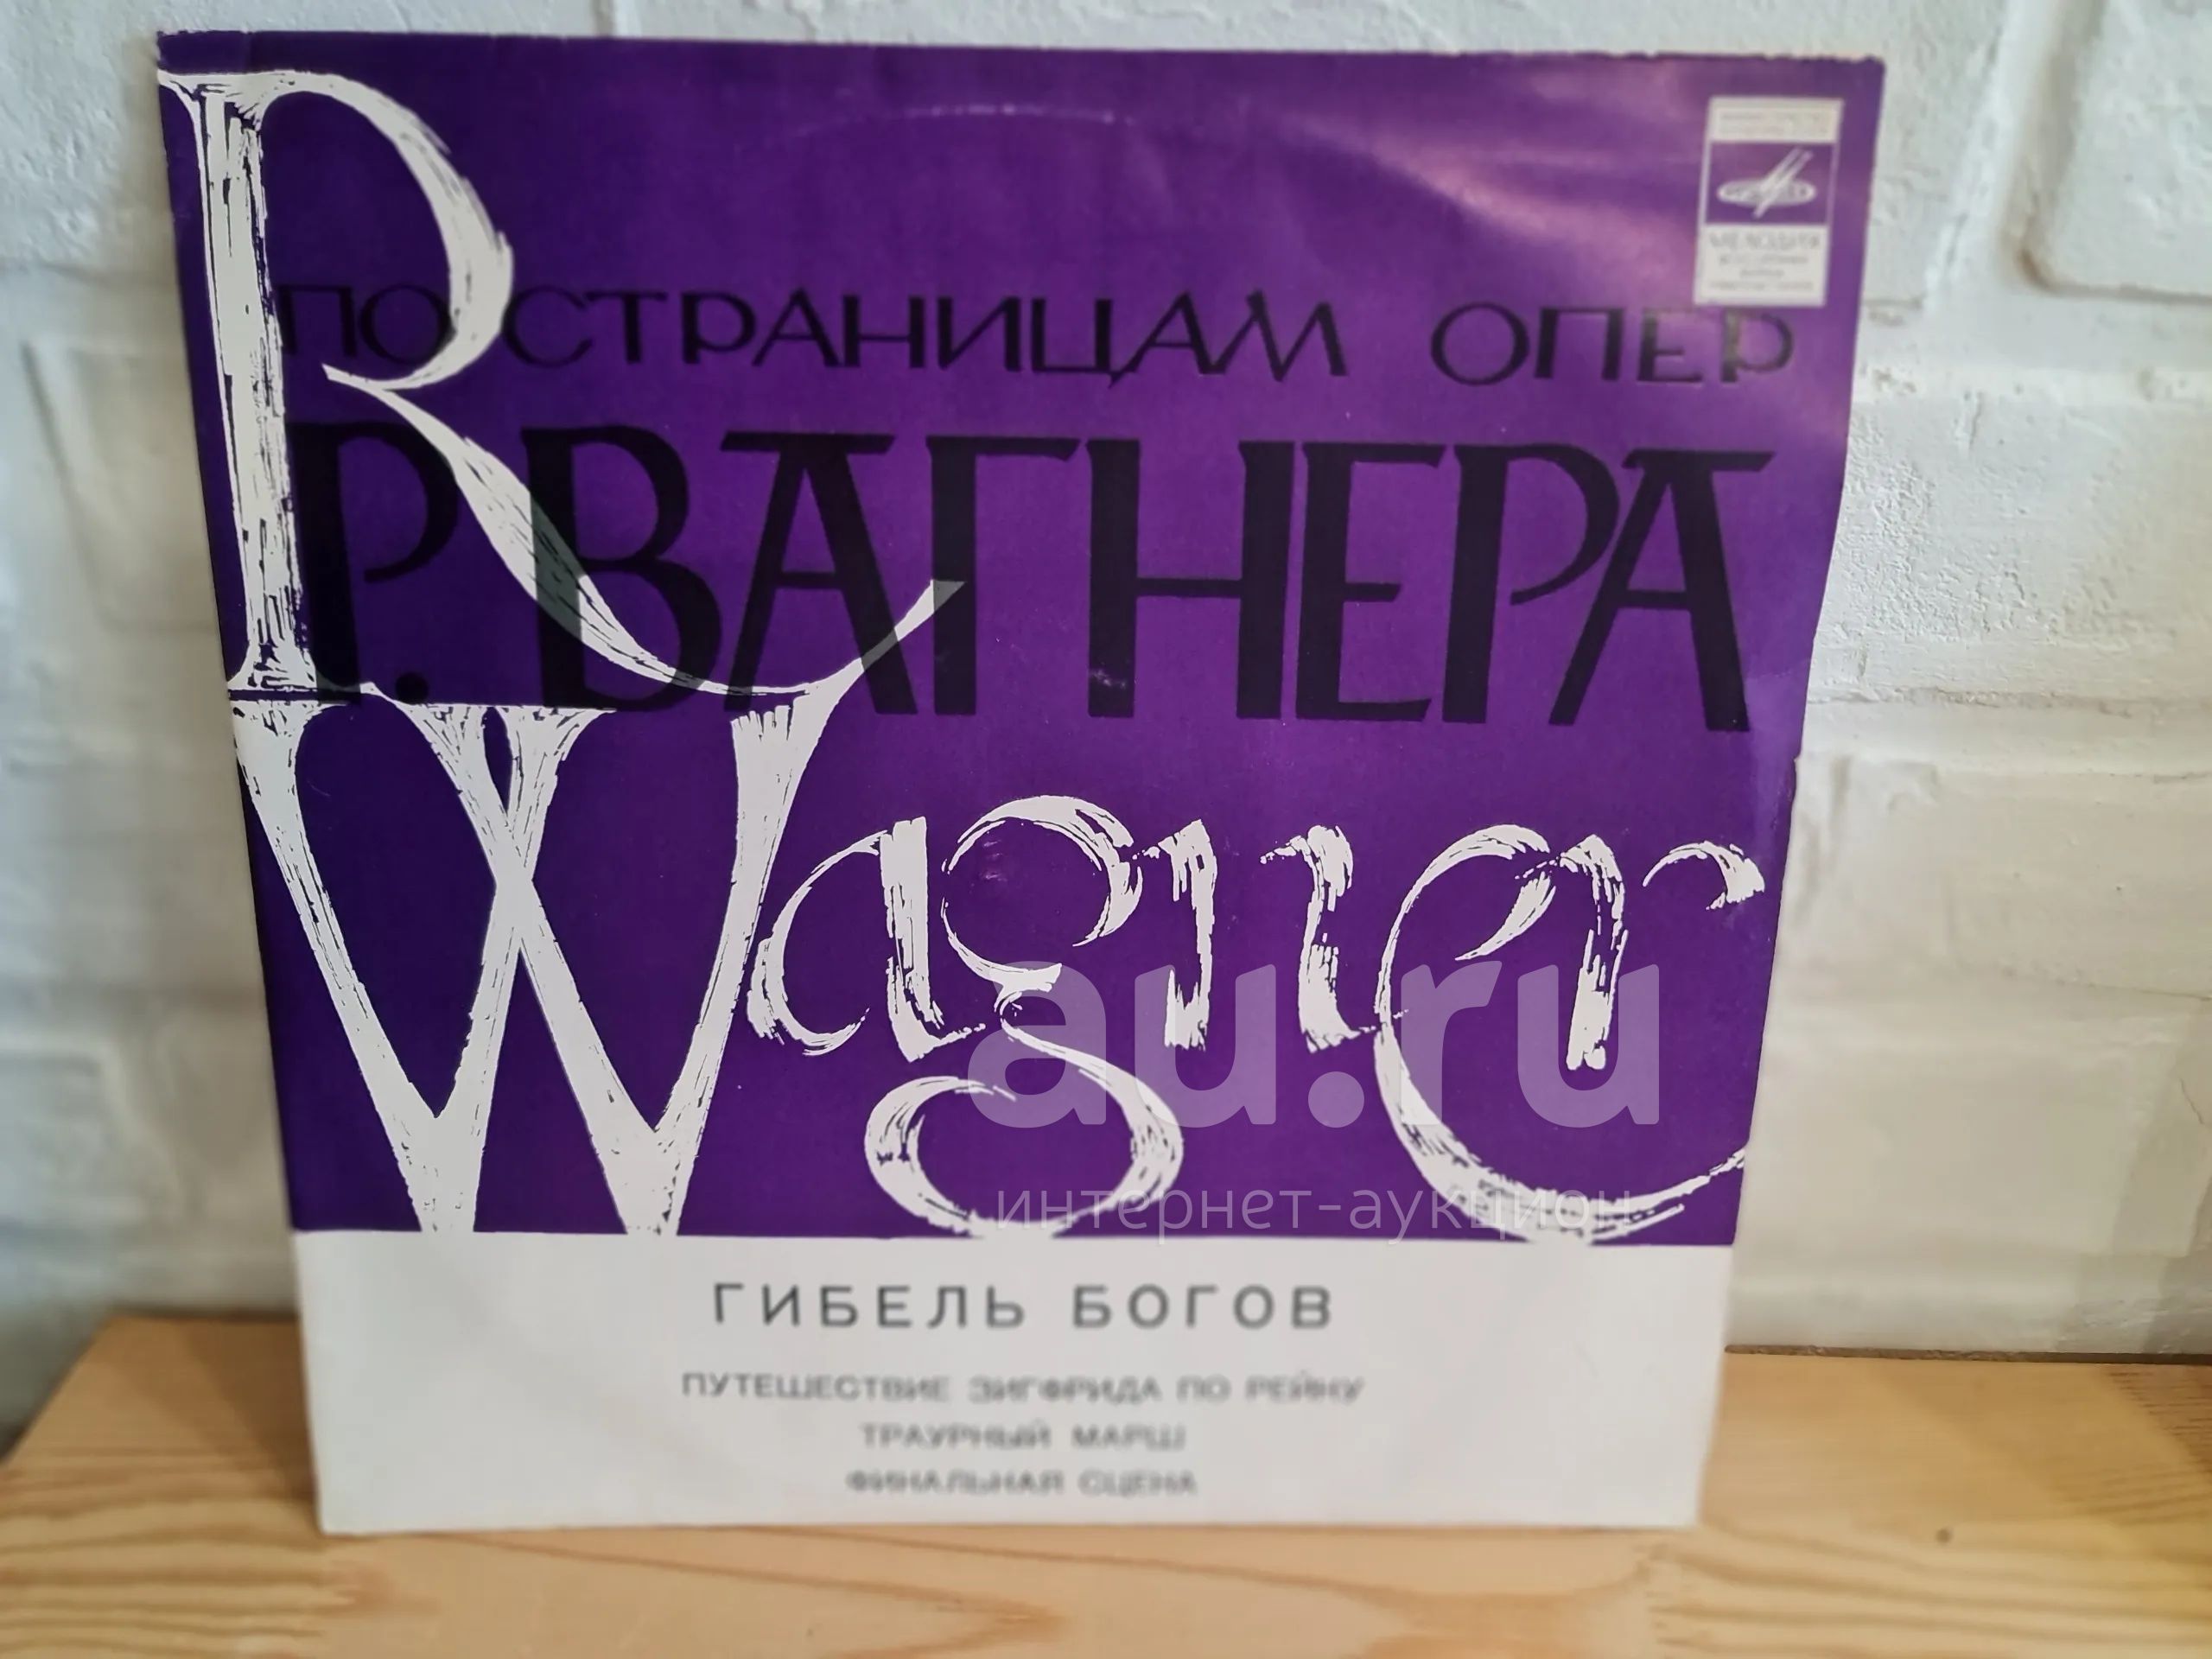 ПО СТРАНИЦАМ ОПЕР
Р. ВАГНЕРА
R
Wagner
МЕЛОДИЯ
au.ru
интернет-аукцион
ГИБЕЛЬ БОГОВ
ПУТЕШЕСТВИЕ ЗИГФРИДА ПО РЕЙНУ
ТРАУРНЫЙ МАРШ
ФИНАЛЬНАЯ СЦЕНА